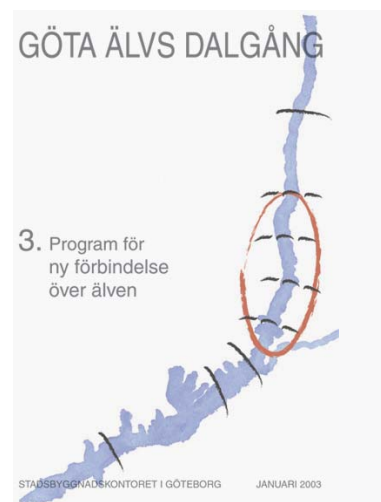 GÖTA ÄLVS DALGÅNG
3. Program för
ny förbindelse
över älven
STADSBYGGNADSKONTORET I GÖTEBORG JANUARI 2003